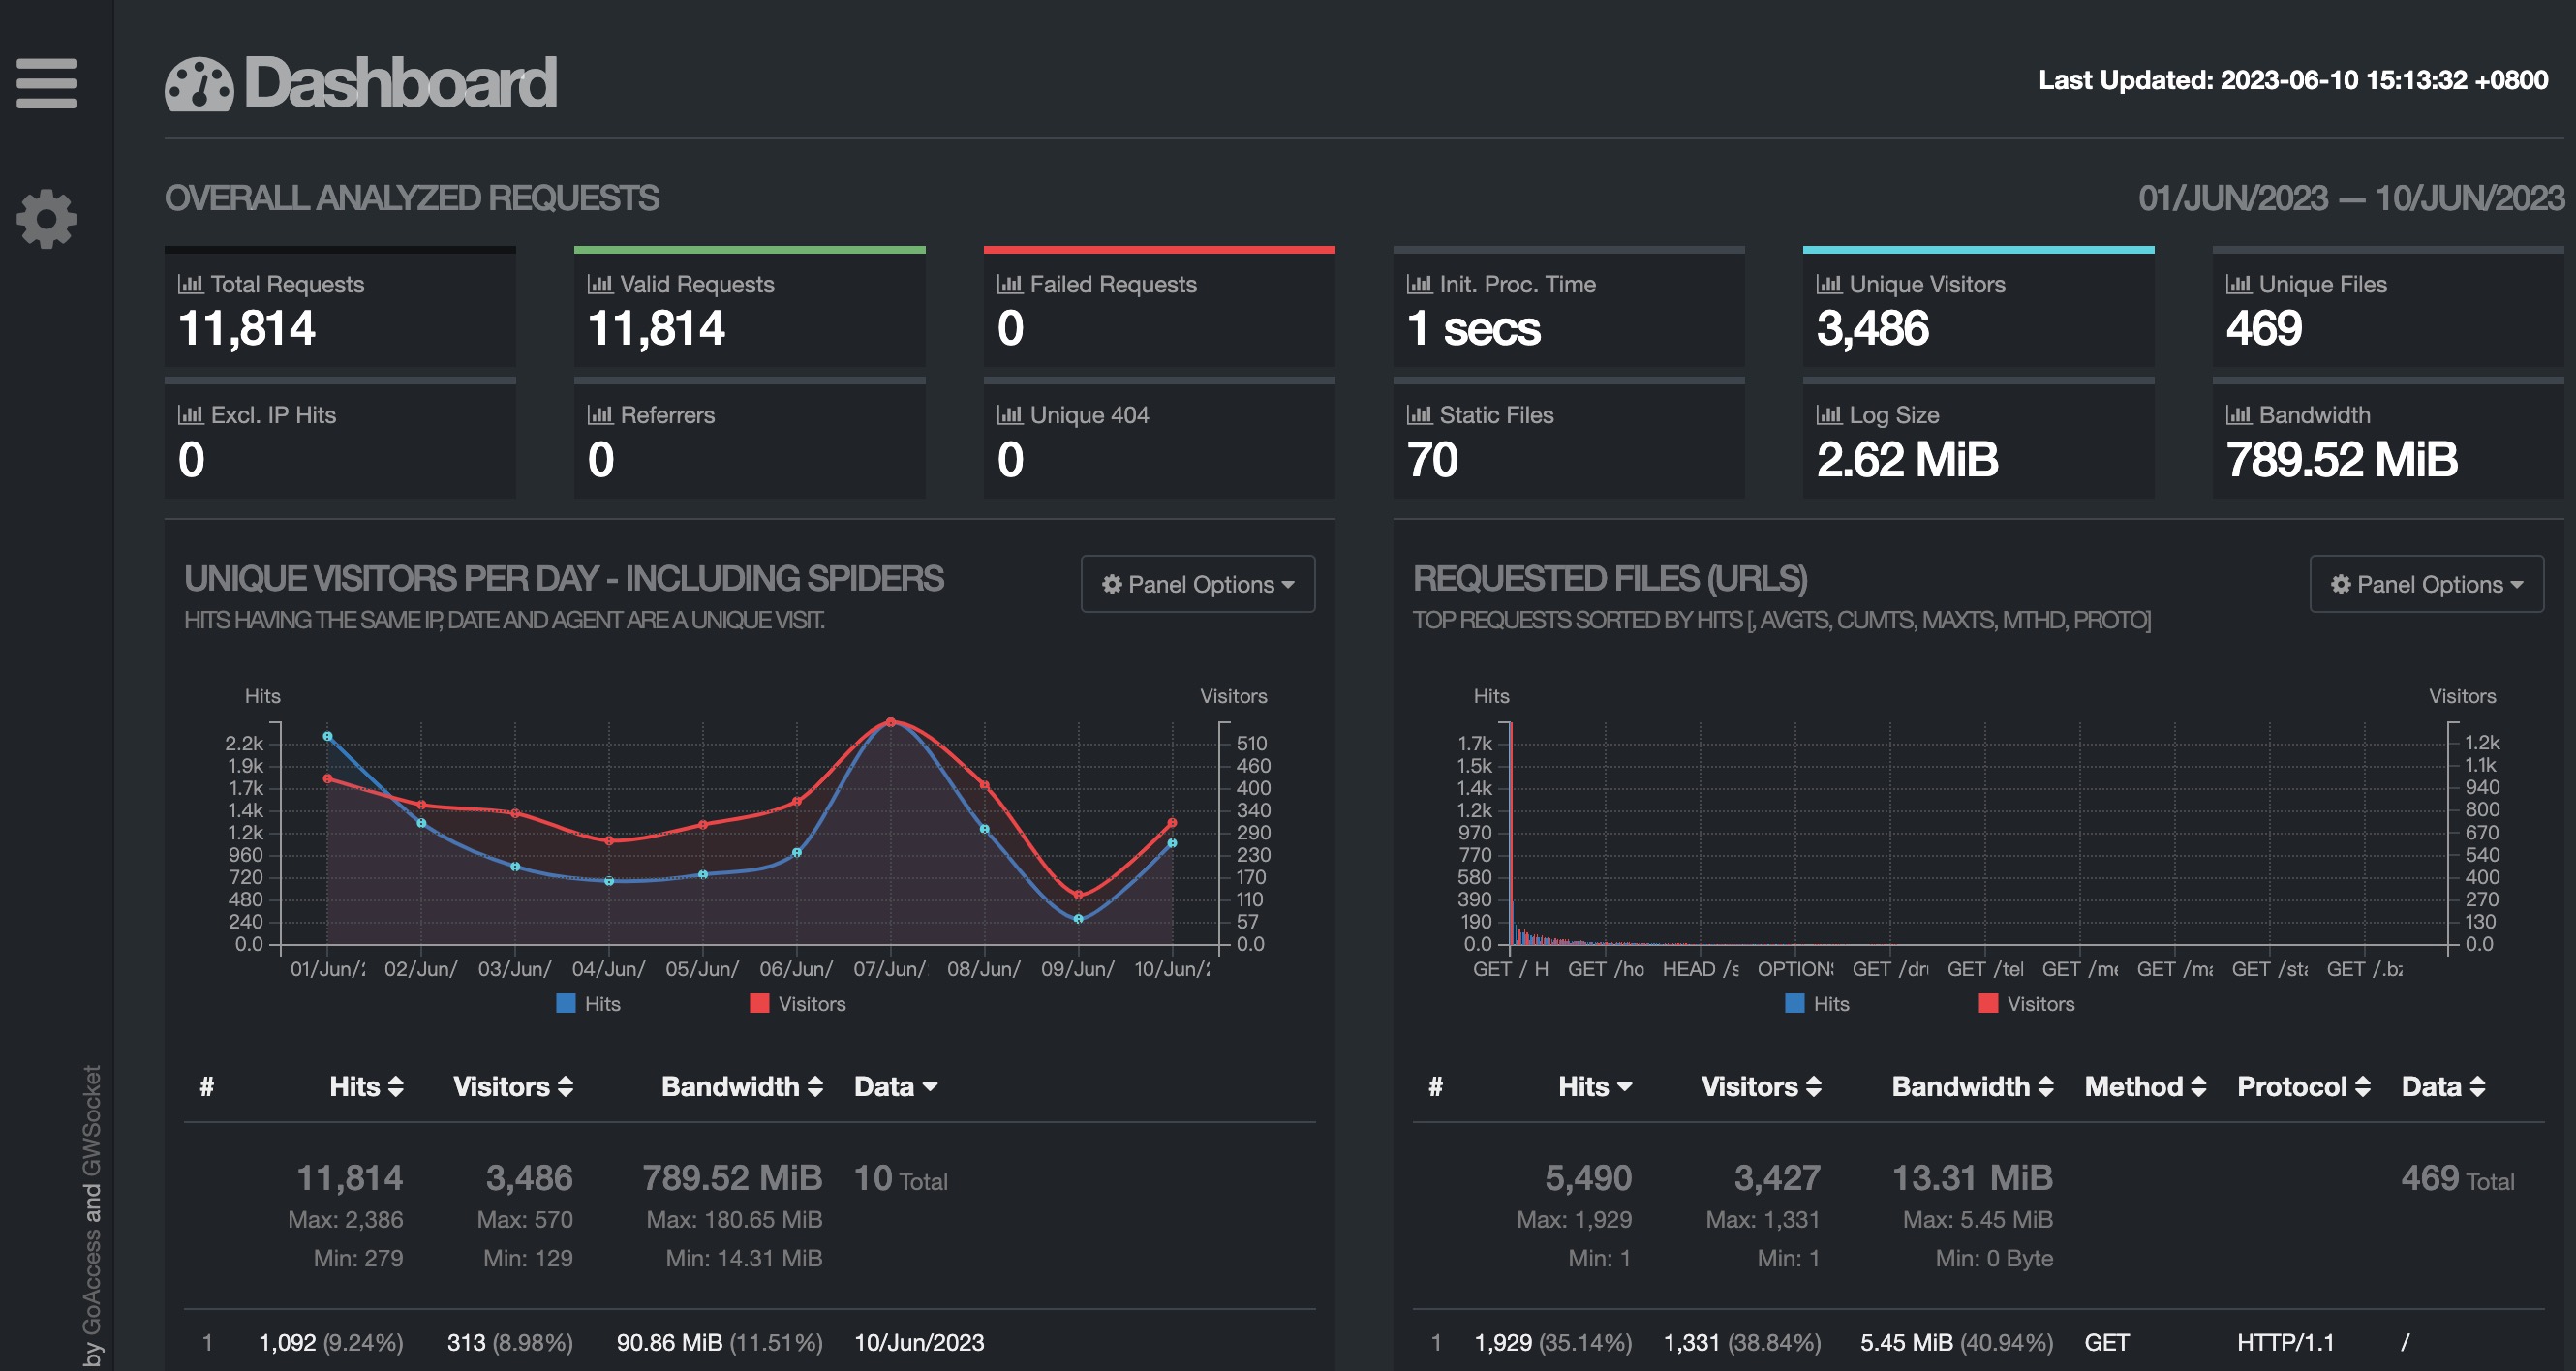 Dashboard
Last Updated: 2023-06-10 15:13:32 +0800
OVERALL ANALYZED REQUESTS
01/JUN/2023 — 10/JUN/2023
Total Requests
11,814
Valid Requests
11,814
Failed Requests
0
Init. Proc. Time
1 secs
Unique Visitors
3,486
Unique Files
469
Excl. IP Hits
0
Referrers
0
Unique 404
0
Static Files
70
Log Size
2.62 MiB
Bandwidth
789.52 MiB
UNIQUE VISITORS PER DAY - INCLUDING SPIDERS
HITS HAVING THE SAME IP, DATE AND AGENT ARE A UNIQUE VISIT.
Panel Options
Hits
Visitors
2.2k
1.9k
1.7k
1.4k
1.2k
960
720
480
240
0.0
510
460
400
340
290
230
170
110
57
0.0
01/Jun/2 02/Jun/ 03/Jun/ 04/Jun/ 05/Jun/ 06/Jun/ 07/Jun/ 08/Jun/ 09/Jun/ 10/Jun/2
Hits Visitors
# Hits Visitors Bandwidth Data
11,814 3,486 789.52 MiB 10 Total
Max: 2,386 Max: 570 Max: 180.65 MiB
Min: 279 Min: 129 Min: 14.31 MiB
1 1,092 (9.24%) 313 (8.98%) 90.86 MiB (11.51%) 10/Jun/2023
REQUESTED FILES (URLS)
TOP REQUESTS SORTED BY HITS [, AVGTS, CUMTS, MAXTS, MTHD, PROTO]
Panel Options
Hits
Visitors
1.7k
1.5k
1.4k
1.2k
970
770
580
390
190
0.0
1.2k
1.1k
940
800
670
540
400
270
130
0.0
GET / H GET /ho HEAD /s OPTIONS GET /dru GET /tel GET /me GET /ma GET /sta GET /.bz
Hits Visitors
# Hits Visitors Bandwidth Method Protocol Data
5,490 3,427 13.31 MiB 469 Total
Max: 1,929 Max: 1,331 Max: 5.45 MiB
Min: 1 Min: 1 Min: 0 Byte
1 1,929 (35.14%) 1,331 (38.84%) 5.45 MiB (40.94%) GET HTTP/1.1 /
by GoAccess and GWSocket